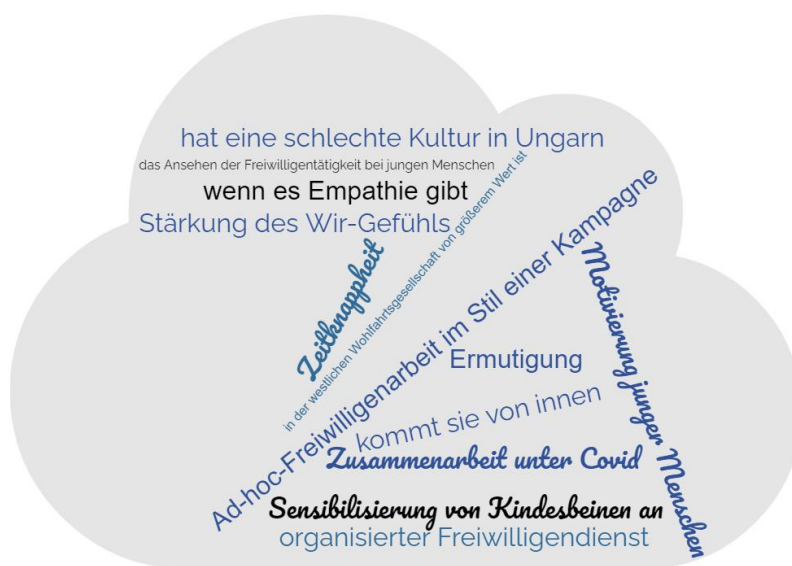 hat eine schlechte Kultur in Ungarn
das Ansehen der Freiwilligentätigkeit bei jungen Menschen
wenn es Empathie gibt
Stärkung des Wir-Gefühls
Zeitknappheit
in der westlichen Wohlfahrtsgesellschaft von größerem Wert ist
Ad-hoc-Freiwilligenarbeit im Stil einer Kampagne
Motivierung junger Menschen
Ermutigung
kommt sie von innen
Zusammenarbeit unter Covid
Sensibilisierung von Kindesbeinen an
organisierter Freiwilligendienst